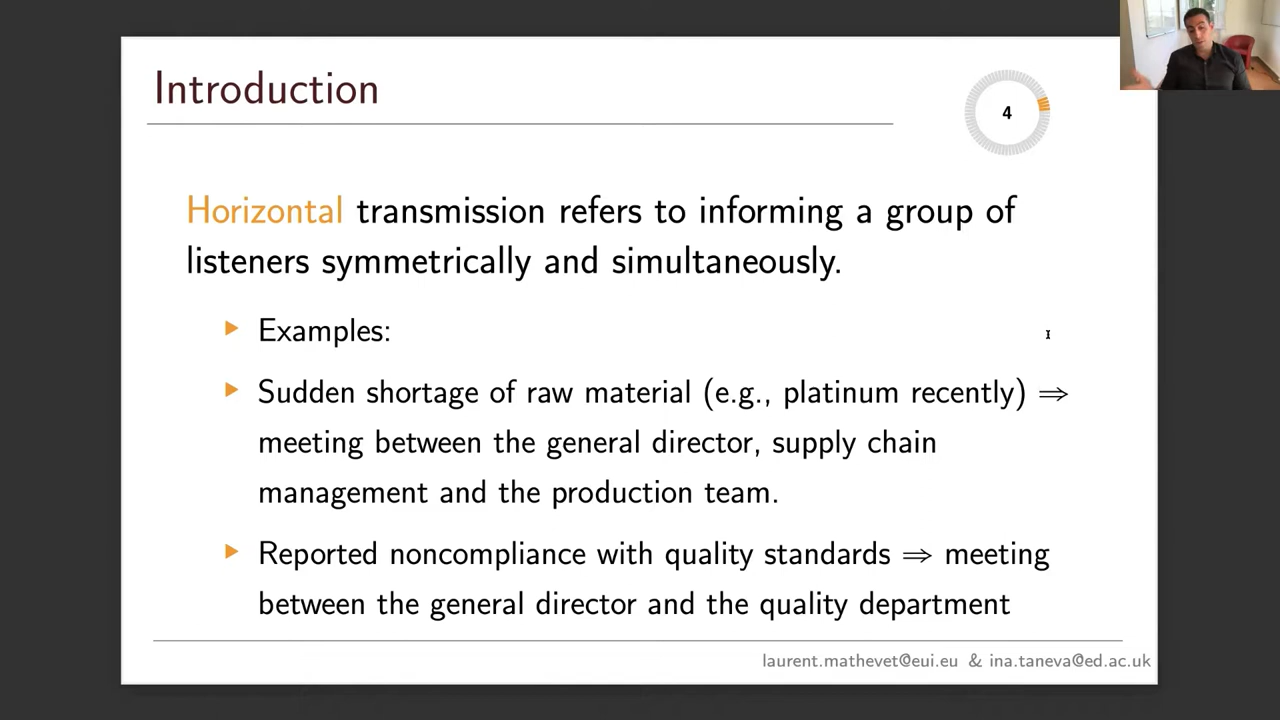 Introduction
4
Horizontal transmission refers to informing a group of
listeners symmetrically and simultaneously.
Examples:
Sudden shortage of raw material (e.g., platinum recently) ⇒
meeting between the general director, supply chain
management and the production team.
Reported noncompliance with quality standards ⇒ meeting
between the general director and the quality department
laurent.mathevet@eui.eu & ina.taneva@ed.ac.uk